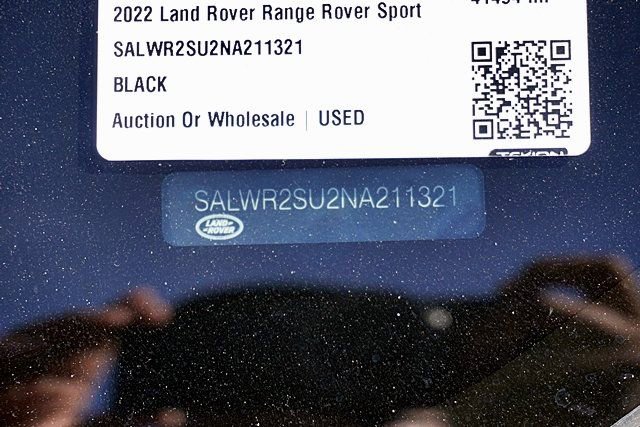 2022 Land Rover Range Rover Sport
SALWR2SU2NA211321
BLACK
Auction Or Wholesale | USED
SALWR2SU2NA211321
LAND-
-ROVER